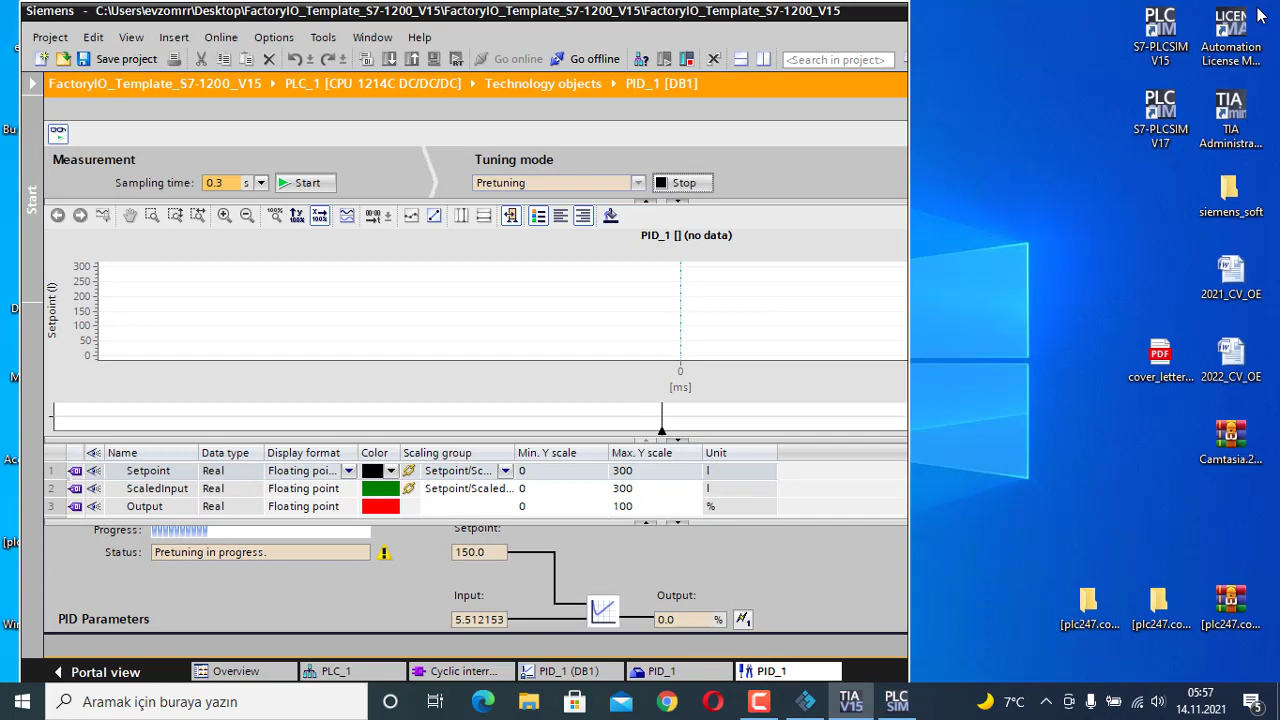 Siemens - C:\Users\evzomrr\Desktop\FactoryIO_Template_S7-1200_V15\FactoryIO_Template_S7-1200_V15\FactoryIO_Template_S7-1200_V15
Project Edit View Insert Online Options Tools Window Help
Save project Go online Go offline <Search in project>
FactoryIO_Template_S7-1200_V15 PLC_1 [CPU 1214C DC/DC/DC] Technology objects PID_1 [DB1]
Measurement Tuning mode
Sampling time: 0.3 s Start Pretuning Stop
Start
PID_1 [] (no data)
Setpoint (l)
300
250
200
150
100
50
0
0
[ms]
Name Data type Display format Color Scaling group Min. Y scale Max. Y scale Unit
1 Setpoint Real Floating poi... Setpoint/Sc... 0 300 l
2 ScaledInput Real Floating point Setpoint/Scaled... 0 300 l
3 Output Real Floating point 0 100 %
Progress: Setpoint:
Status: Pretuning in progress. 150.0
Input: Output:
5.512153 0.0 %
PID Parameters
Portal view Overview PLC_1 Cyclic interr... PID_1 (DB1) PID_1 PID_1
PLC
SIM
S7-PLCSIM
V15
LICEN
Automation
License M...
PLC
SIM
S7-PLCSIM
V17
TIA
TIA
Administra...
siemens_soft
2021_CV_OE
PDF
cover_letter...
2022_CV_OE
Camtasia.2...
[plc247.co... [plc247.co... [plc247.co...
Aramak için buraya yazın
TIA
V15
PLC
SIM
7°C
05:57
14.11.2021
5